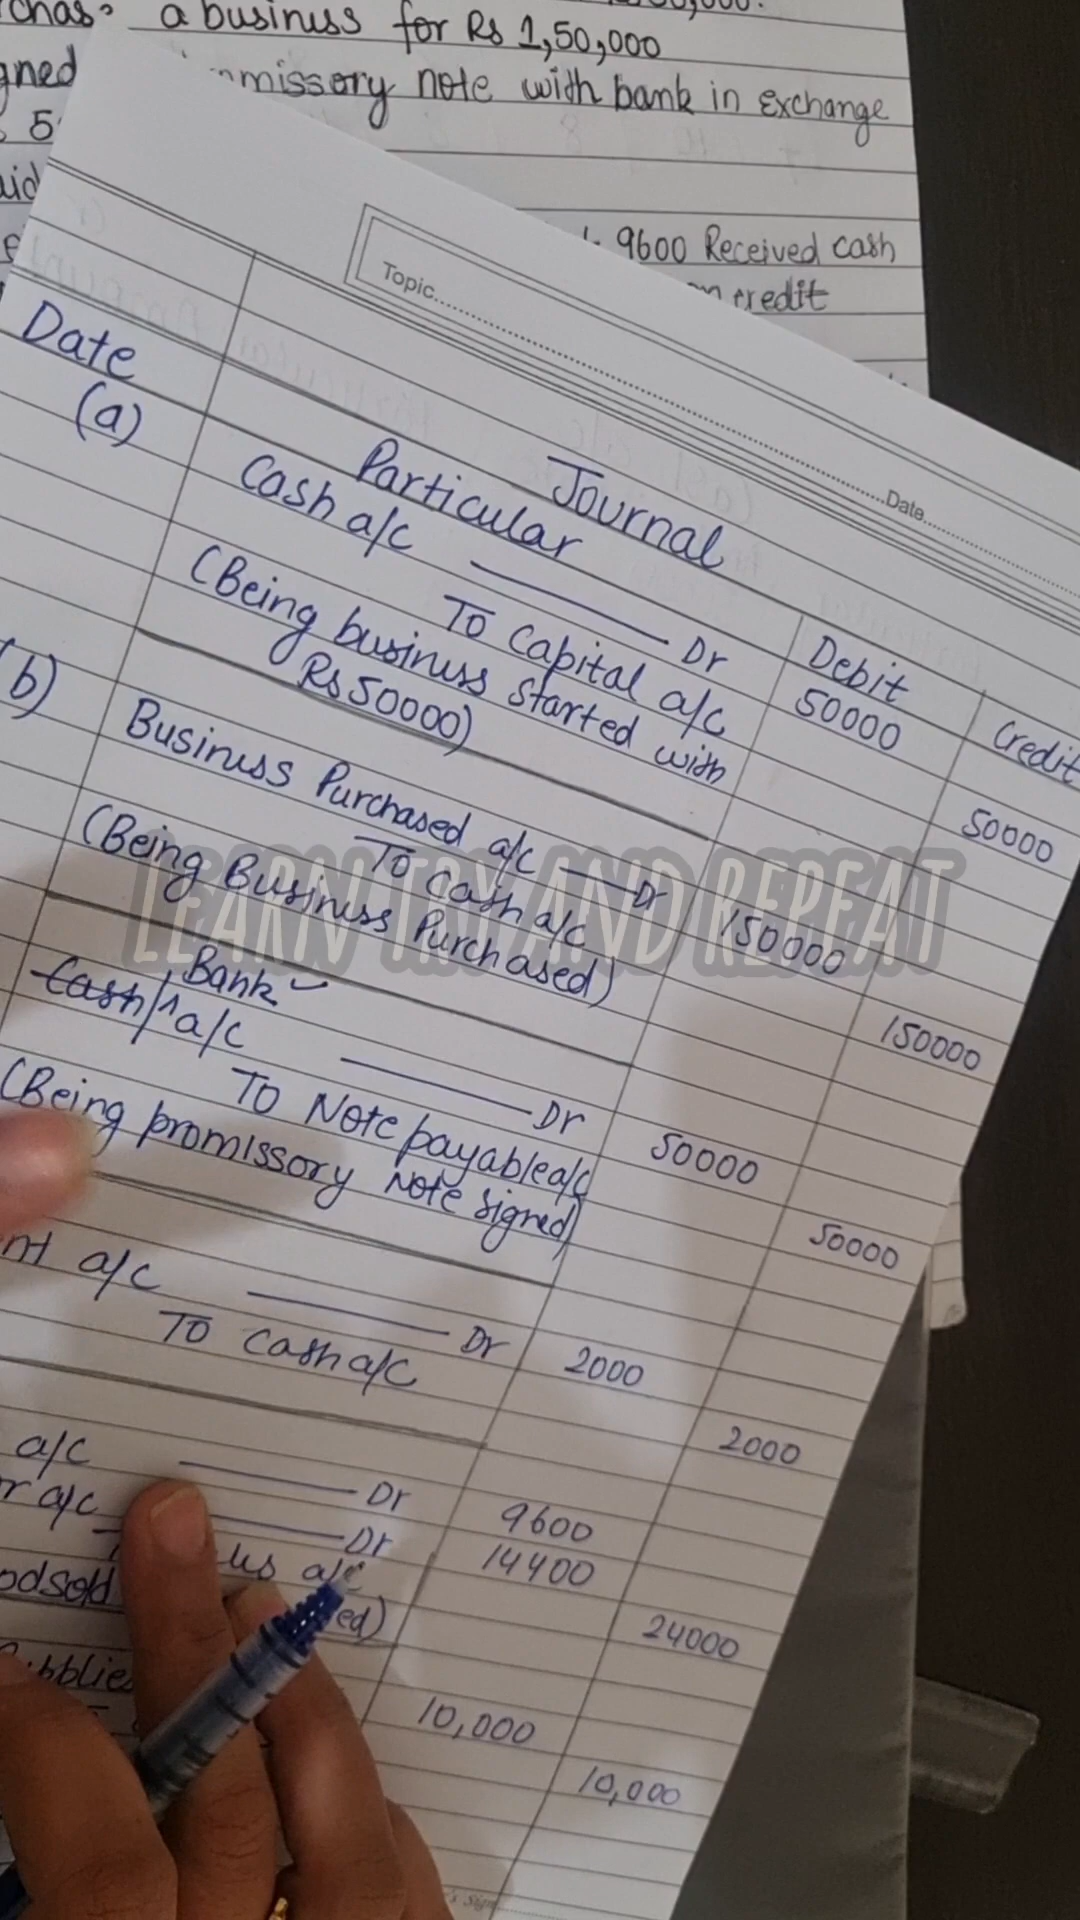 a business for Rs 1,50,000
note with bank in exchange
5
9600 Received cash
credit
Topic
Date
Journal
Date Particular Debit Credit
(a) Cash a/c Dr 50000
To Capital a/c 50000
(Being business started with
Rs 50000)
(b) Business Purchased a/c Dr 150000
To Cash a/c 150000
(Being Business Purchased)
LEARN TRY AND REPEAT
Bank
Cash a/c Dr 50000
To Note payable a/c 50000
(Being promissory Note signed)
a/c Dr 2000
To Cash a/c 2000
a/c Dr 9600
a/c Dr 14400
a/c 24000
10,000
10,000